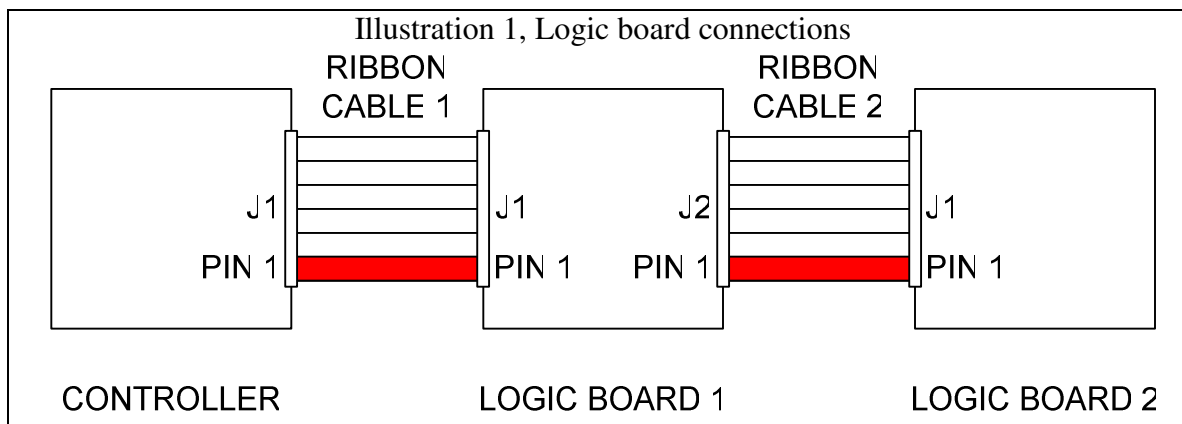 Illustration 1, Logic board connections
RIBBON
CABLE 1
RIBBON
CABLE 2
J1
J1
J2
J1
PIN 1
PIN 1
PIN 1
PIN 1
CONTROLLER
LOGIC BOARD 1
LOGIC BOARD 2